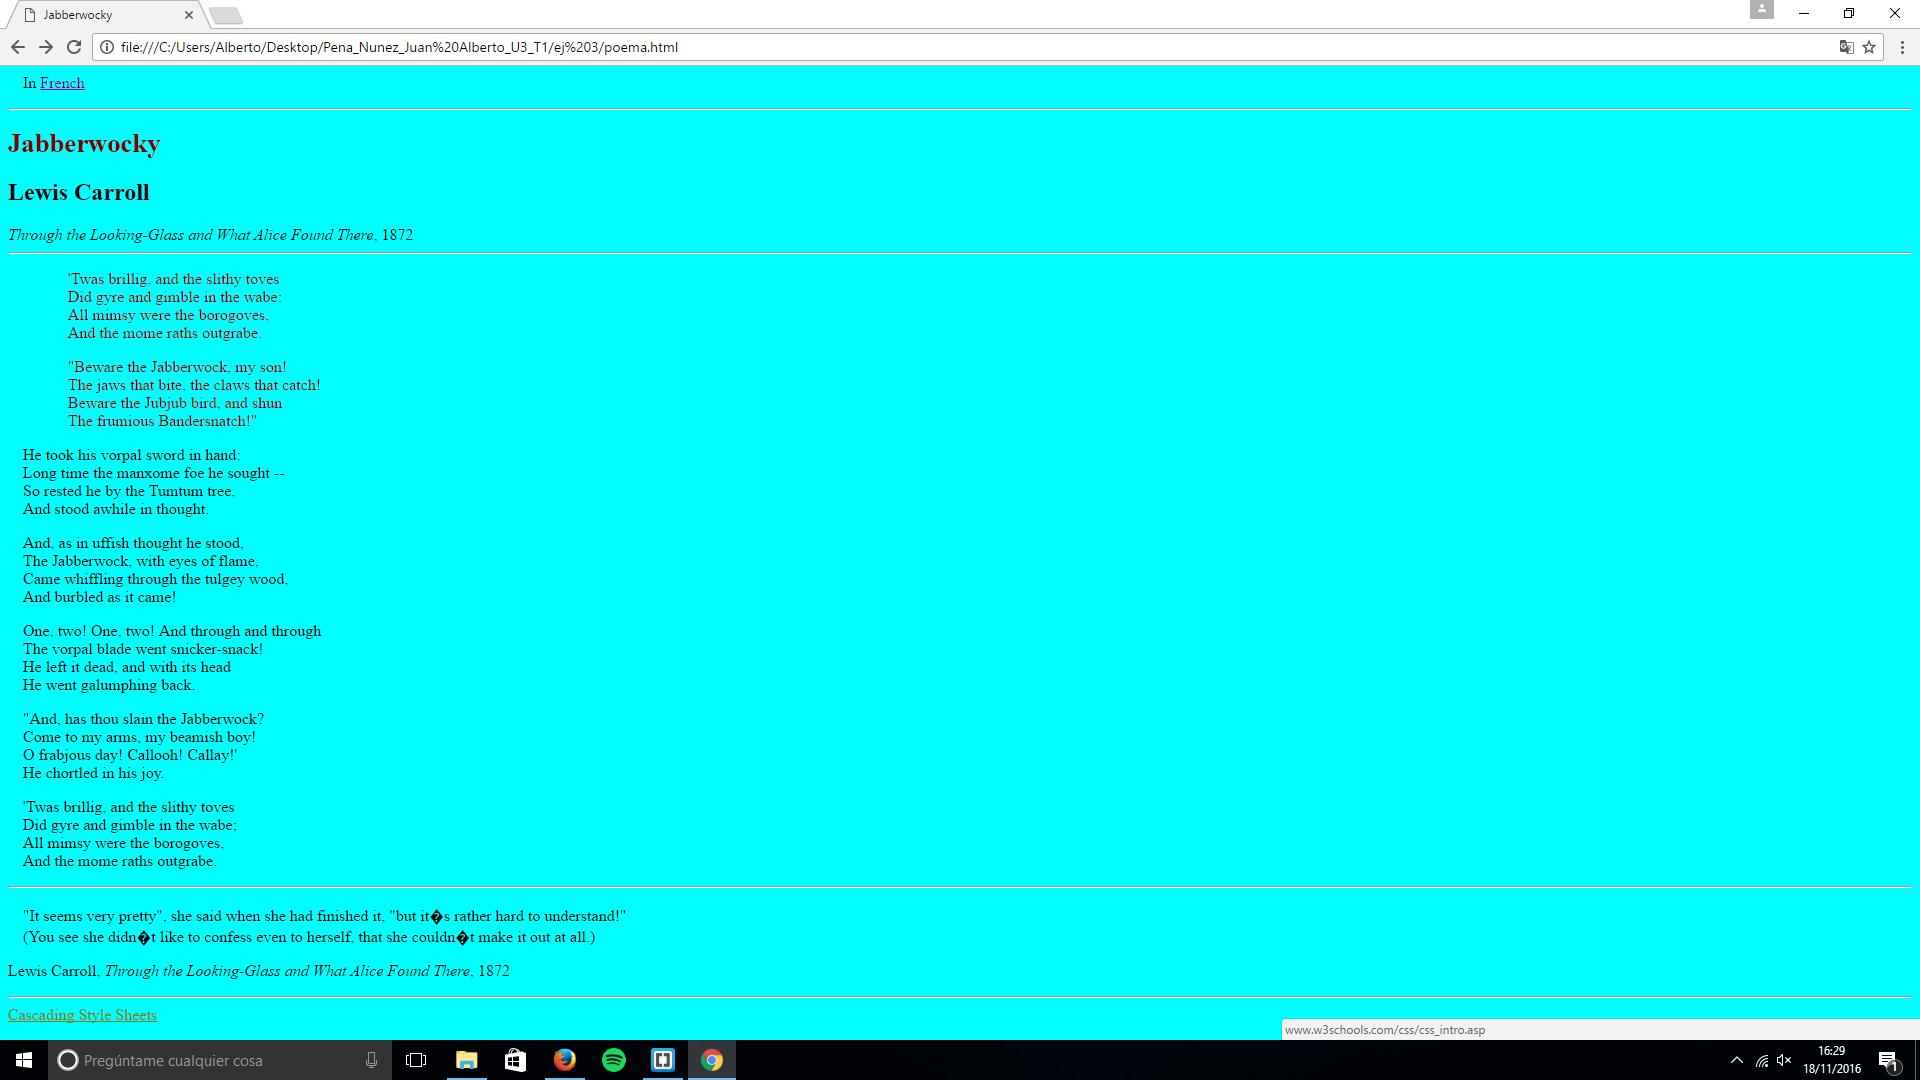 Jabberwocky
file:///C:/Users/Alberto/Desktop/Pena_Nunez_Juan%20Alberto_U3_T1/ej%203/poema.html
In French
Jabberwocky
Lewis Carroll
Through the Looking-Glass and What Alice Found There, 1872
'Twas brillig, and the slithy toves
Did gyre and gimble in the wabe:
All mimsy were the borogoves,
And the mome raths outgrabe.
"Beware the Jabberwock, my son!
The jaws that bite, the claws that catch!
Beware the Jubjub bird, and shun
The frumious Bandersnatch!"
He took his vorpal sword in hand:
Long time the manxome foe he sought --
So rested he by the Tumtum tree,
And stood awhile in thought.
And, as in uffish thought he stood,
The Jabberwock, with eyes of flame,
Came whiffling through the tulgey wood,
And burbled as it came!
One, two! One, two! And through and through
The vorpal blade went snicker-snack!
He left it dead, and with its head
He went galumphing back.
"And, has thou slain the Jabberwock?
Come to my arms, my beamish boy!
O frabjous day! Callooh! Callay!'
He chortled in his joy.
'Twas brillig, and the slithy toves
Did gyre and gimble in the wabe;
All mimsy were the borogoves,
And the mome raths outgrabe.
"It seems very pretty", she said when she had finished it, "but it�s rather hard to understand!"
(You see she didn�t like to confess even to herself, that she couldn�t make it out at all.)
Lewis Carroll, Through the Looking-Glass and What Alice Found There, 1872
Cascading Style Sheets
www.w3schools.com/css/css_intro.asp
Pregúntame cualquier cosa
16:29
18/11/2016
1